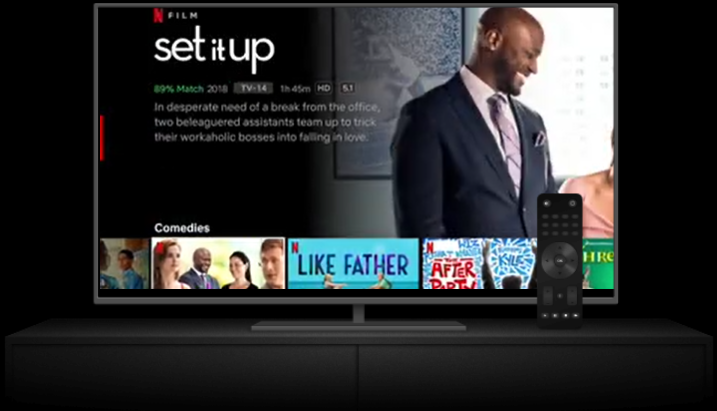 N FILM
set it up
89% Match 2018 TV-14 1h 45m HD 5.1
In desperate need of a break from the office,
two beleaguered assistants team up to trick
their workaholic bosses into falling in love.
Comedies
N
N LIKE FATHER
N THE AFTER PARTY